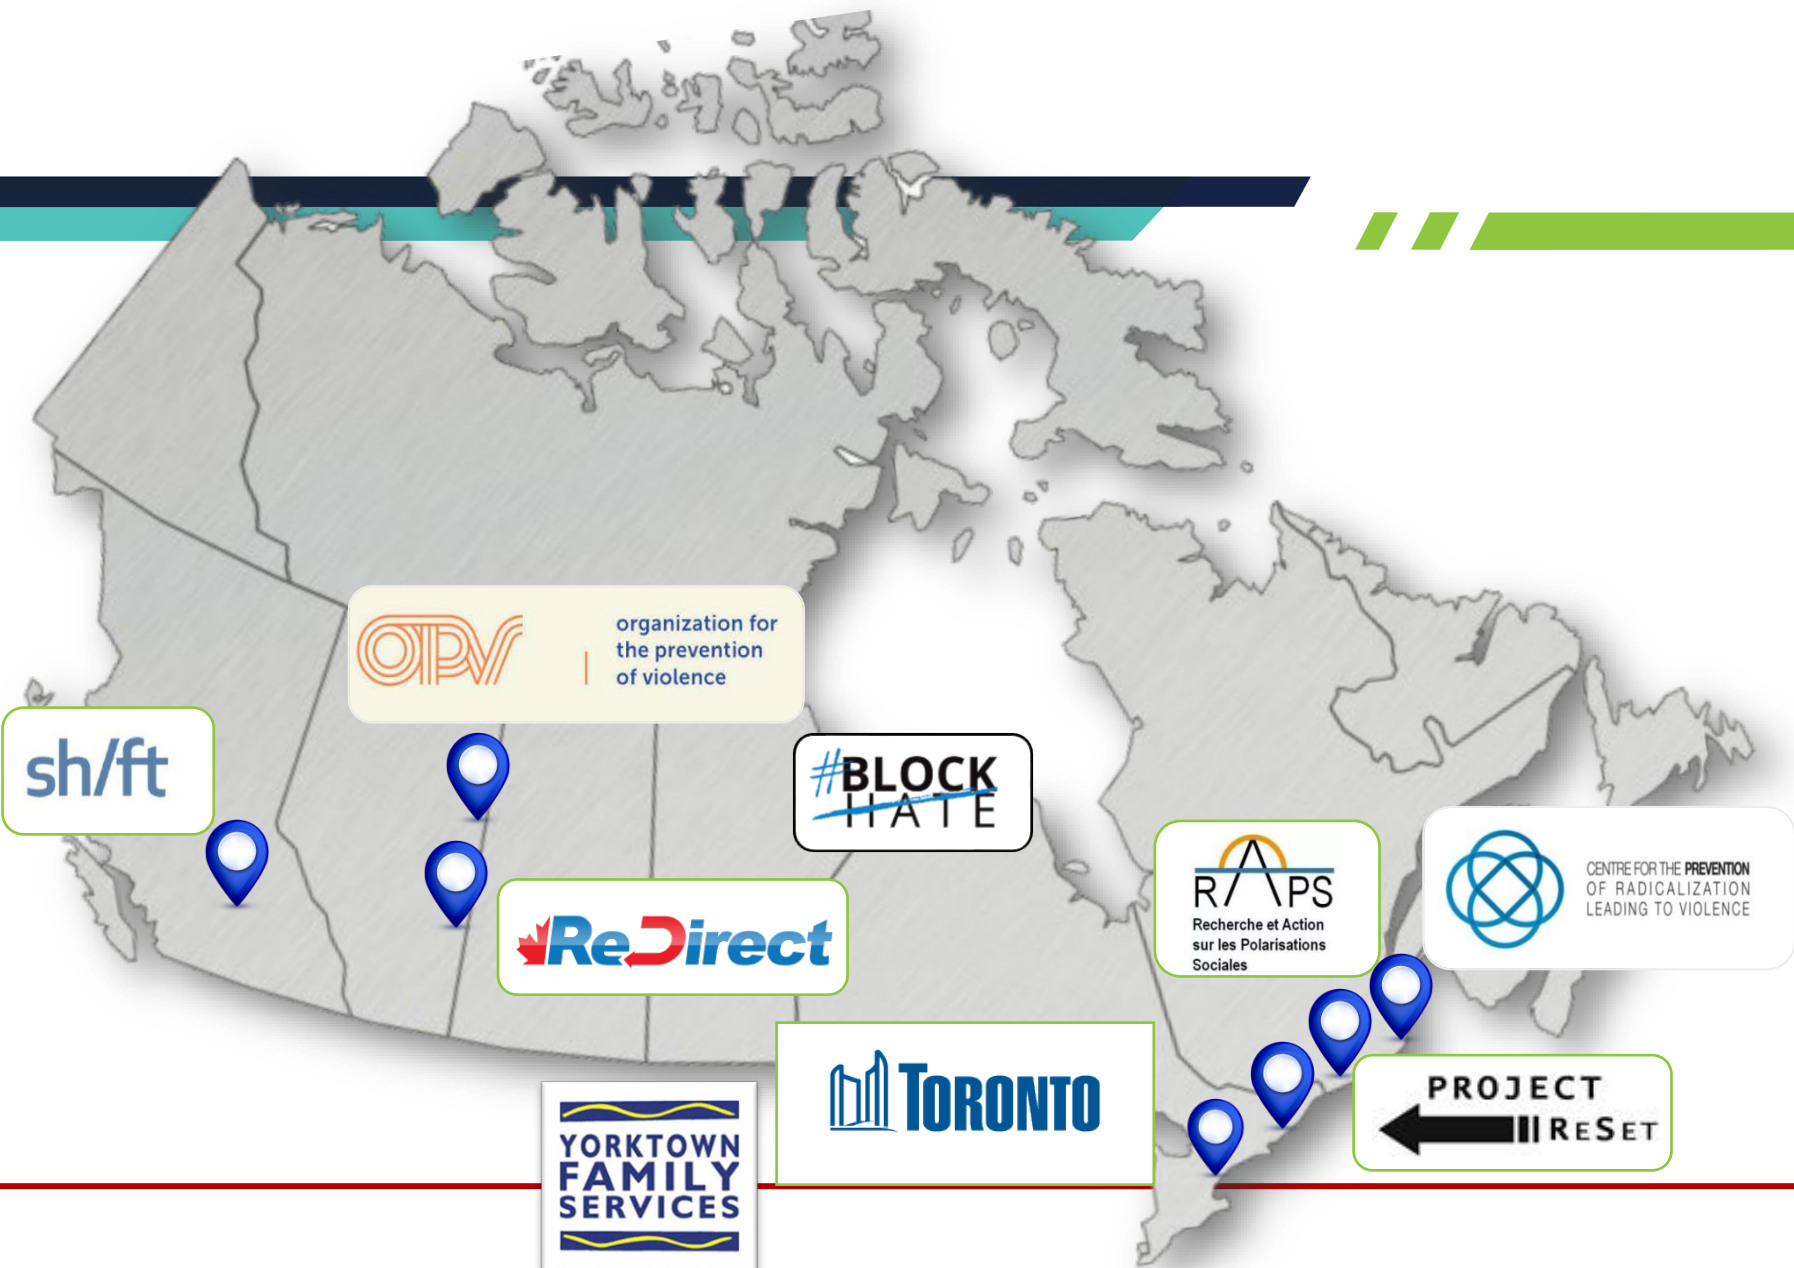 OPV
organization for
the prevention
of violence
sh/ft
#BLOCK
HATE
ReDirect
RAPS
Recherche et Action
sur les Polarisations
Sociales
CENTRE FOR THE PREVENTION
OF RADICALIZATION
LEADING TO VIOLENCE
TORONTO
PROJECT
RESET
YORKTOWN
FAMILY
SERVICES